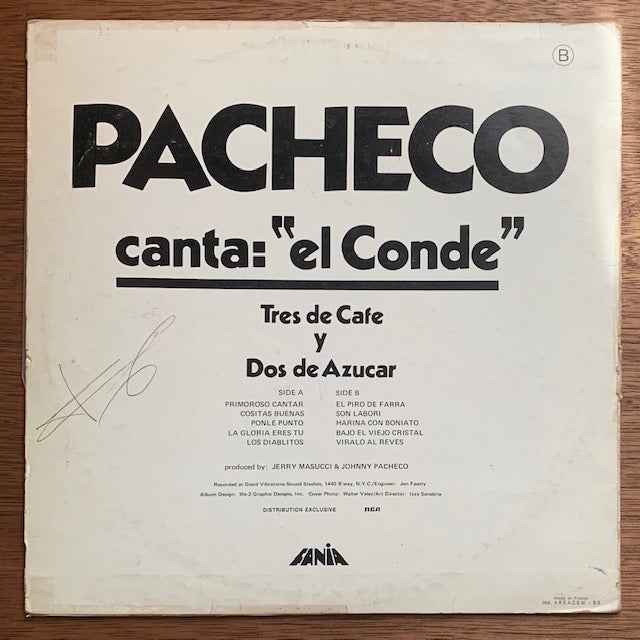 B
PACHECO
canta: "el Conde"
Tres de Cafe
y
Dos de Azucar
SIDE A
PRIMOROSO CANTAR
COSITAS BUENAS
PONLE PUNTO
LA GLORIA ERES TU
LOS DIABLITOS
SIDE B
EL PIRO DE FARRA
SON LABORI
HARINA CON BONIATO
BAJO EL VIEJO CRISTAL
VIRALO AL REVES
produced by: JERRY MASUCCI & JOHNNY PACHECO
Recorded at Good Vibrations Sound Studios, 1440 B'way, N.Y.C./Engineer: Jon Fausty
Album Design: We-2 Graphic Designs, Inc. Cover Photo: Walter Velez/Art Director: Izzy Sanabria
DISTRIBUTION EXCLUSIVE RCA
FANIA
Made in France
Imp.